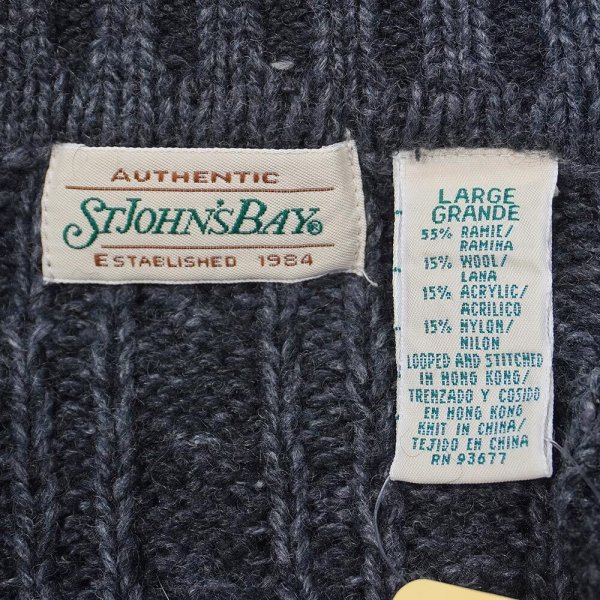 AUTHENTIC
ST JOHN'S BAY®
ESTABLISHED 1984
LARGE
GRANDE
55% RAMIE/
RAMINA
15% WOOL/
LANA
15% ACRYLIC/
ACRILICO
15% NYLON/
NILON
LOOPED AND STITCHED
IN HONG KONG/
TRENZADO Y COSIDO
EN HONG KONG
KNIT IN CHINA/
TEJIDO EN CHINA
RN 93677